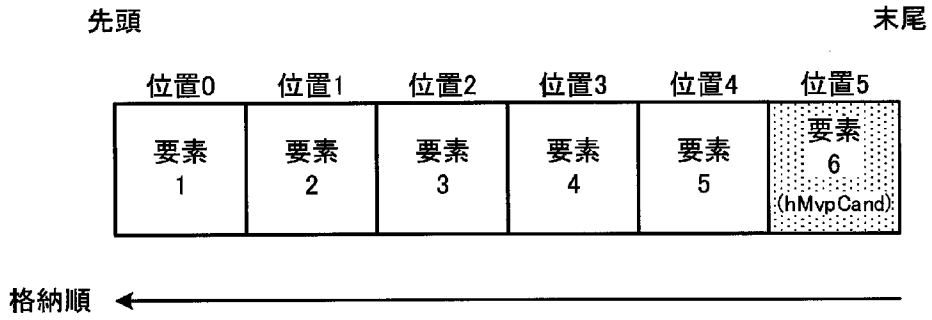 先頭 末尾
位置0 位置1 位置2 位置3 位置4 位置5
要素 要素 要素 要素 要素 要素
1 2 3 4 5 6
(hMvpCand)
格納順